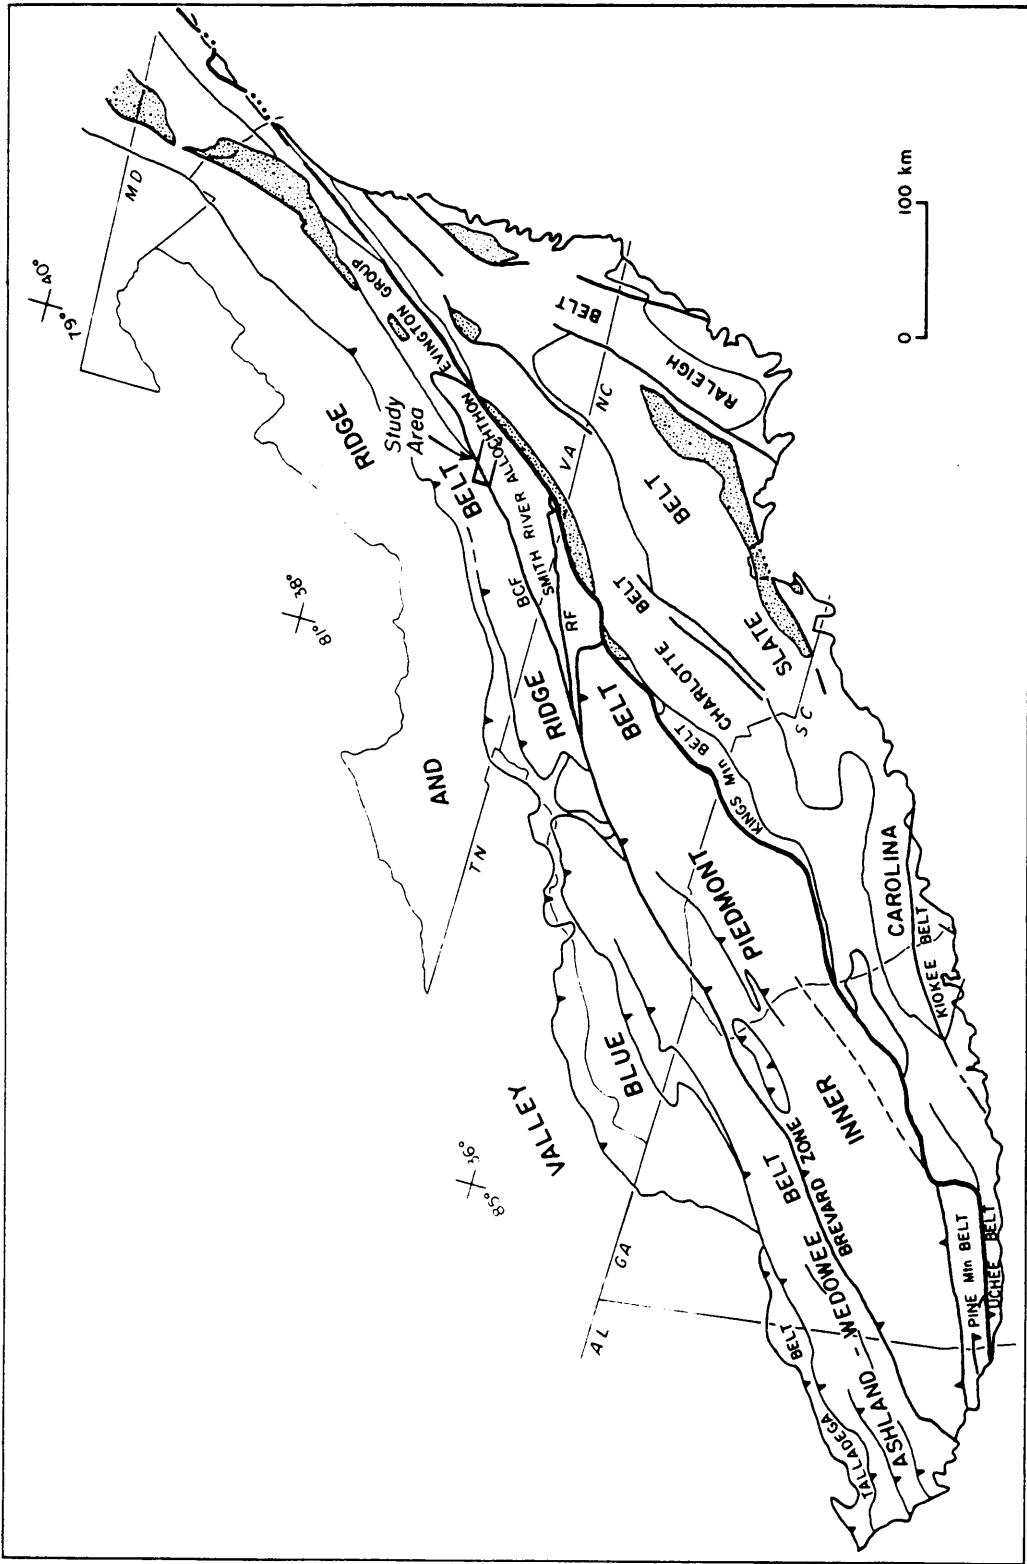 MD
79° 40°
EVINGTON GROUP
RIDGE
Study
Area
BELT
SMITH RIVER ALLOCHTHON
BCF
RF
VA
NC
BELT
RALEIGH
100 km
0
81° 38°
RIDGE
BELT
BELT
CHARLOTTE
BELT
SLATE
SC
KINGS Mtn BELT
AND
TN
PIEDMONT
CAROLINA
KIOKEE BELT
BLUE
VALLEY
85° 36°
INNER
BELT
BREVARD ZONE
GA
AL
ASHLAND - WEDOWEE
BELT
TALLADEGA
PINE Mtn BELT
UCHEE BELT